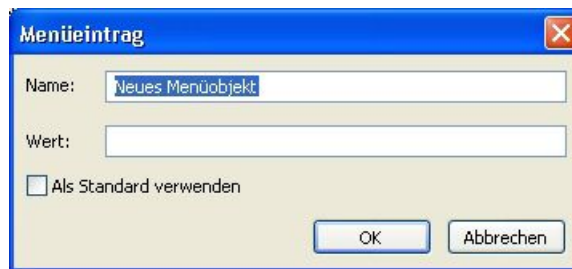 Menüeintrag
Name: Neues Menüobjekt
Wert:
Als Standard verwenden
OK Abbrechen